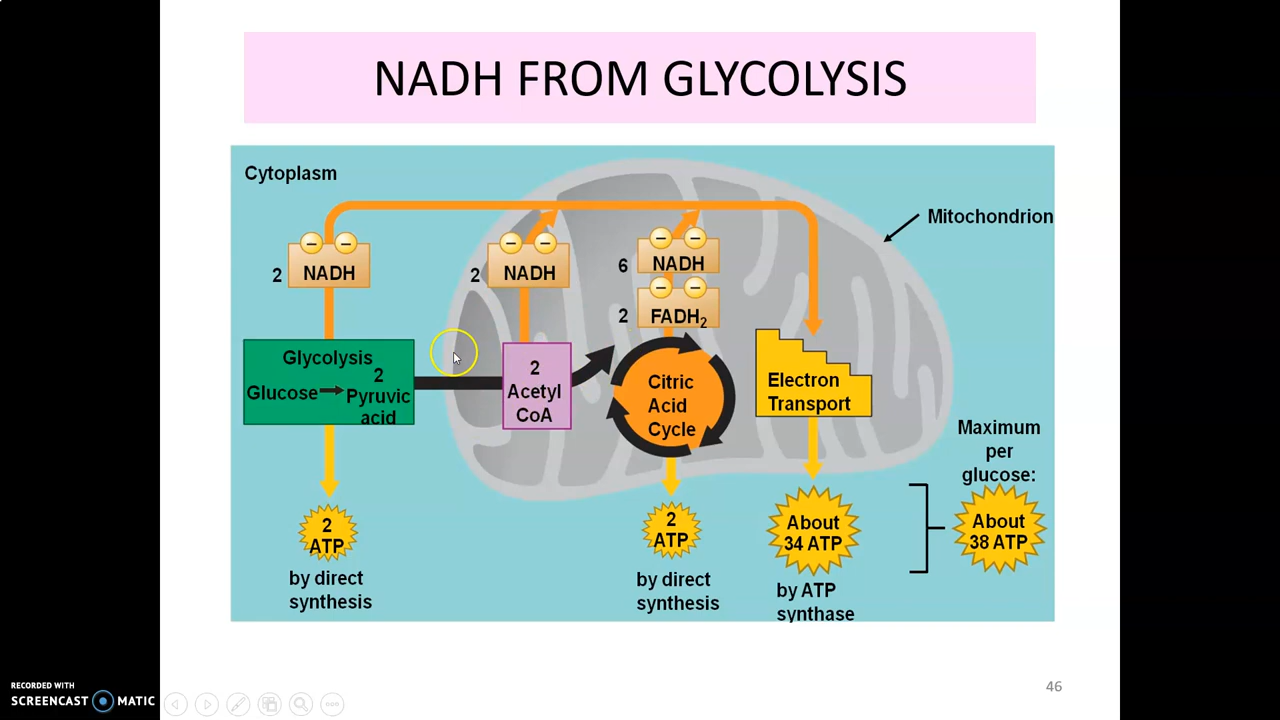 NADH FROM GLYCOLYSIS
Cytoplasm
Mitochondrion
2 NADH
2 NADH
6 NADH
2 FADH₂
Glycolysis
Glucose
2
Pyruvic
acid
2
Acetyl
CoA
Citric
Acid
Cycle
Electron
Transport
Maximum
per
glucose:
2
ATP
by direct
synthesis
2
ATP
by direct
synthesis
About
34 ATP
by ATP
synthase
About
38 ATP
46
RECORDED WITH
SCREENCAST MATIC